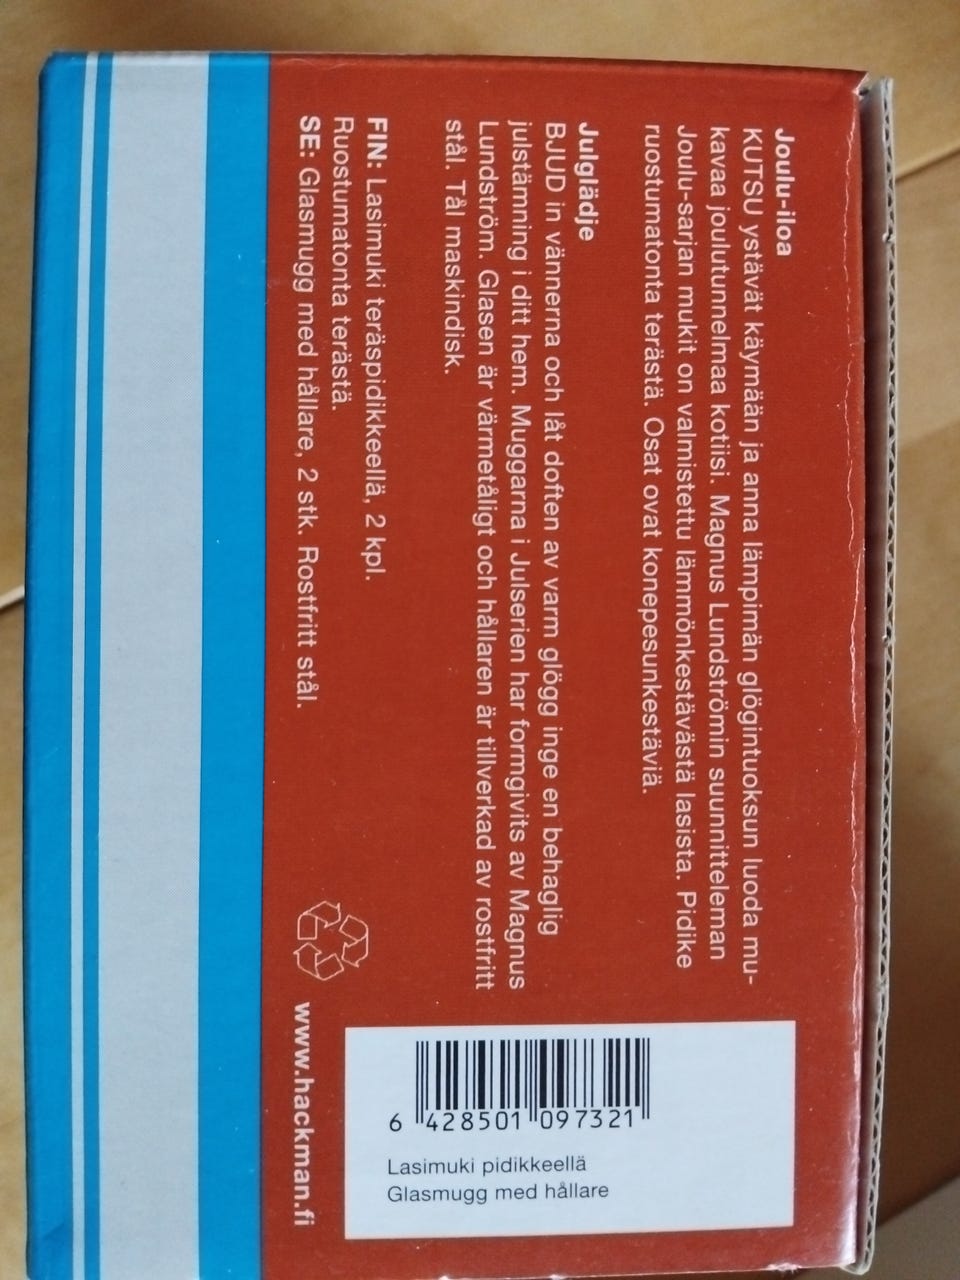 Joulu-iloa
KUTSU ystävät käymään ja anna lämpimän glögintuoksun luoda mu-
kavaa joulutunnelmaa kotiisi. Magnus Lundströmin suunnitteleman
Joulu-sarjan mukit on valmistettu lämmönkestävästä lasista. Pidike
ruostumatonta terästä. Osat ovat konepesunkestäviä.
Julglädje
BJUD in vännerna och låt doften av varm glögg inge en behaglig
julstämning i ditt hem. Muggarna i Julserien har formgivits av Magnus
Lundström. Glasen är värmetåligt och hållaren är tillverkad av rostfritt
stål. Tål maskindisk.
FIN: Lasimuki teräspidikkeellä, 2 kpl.
Ruostumatonta terästä.
SE: Glasmugg med hållare, 2 stk. Rostfritt stål.
www.hackman.fi
6 428501 097321
Lasimuki pidikkeellä
Glasmugg med hållare